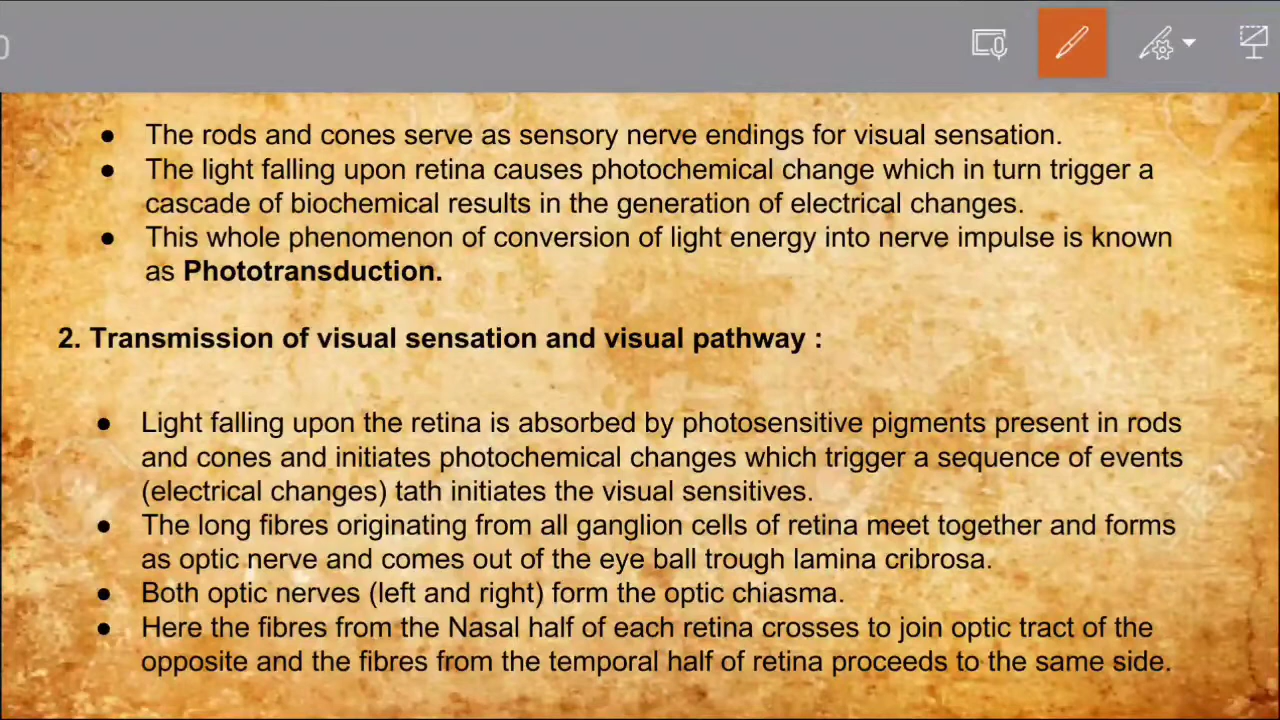 ● The rods and cones serve as sensory nerve endings for visual sensation.
● The light falling upon retina causes photochemical change which in turn trigger a
cascade of biochemical results in the generation of electrical changes.
● This whole phenomenon of conversion of light energy into nerve impulse is known
as Phototransduction.
2. Transmission of visual sensation and visual pathway :
● Light falling upon the retina is absorbed by photosensitive pigments present in rods
and cones and initiates photochemical changes which trigger a sequence of events
(electrical changes) tath initiates the visual sensitives.
● The long fibres originating from all ganglion cells of retina meet together and forms
as optic nerve and comes out of the eye ball trough lamina cribrosa.
● Both optic nerves (left and right) form the optic chiasma.
● Here the fibres from the Nasal half of each retina crosses to join optic tract of the
opposite and the fibres from the temporal half of retina proceeds to the same side.